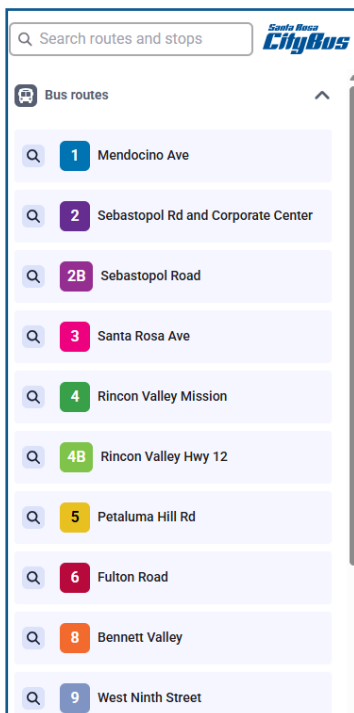 Search routes and stops
Santa Rosa
CityBus
Bus routes
1 Mendocino Ave
2 Sebastopol Rd and Corporate Center
2B Sebastopol Road
3 Santa Rosa Ave
4 Rincon Valley Mission
4B Rincon Valley Hwy 12
5 Petaluma Hill Rd
6 Fulton Road
8 Bennett Valley
9 West Ninth Street